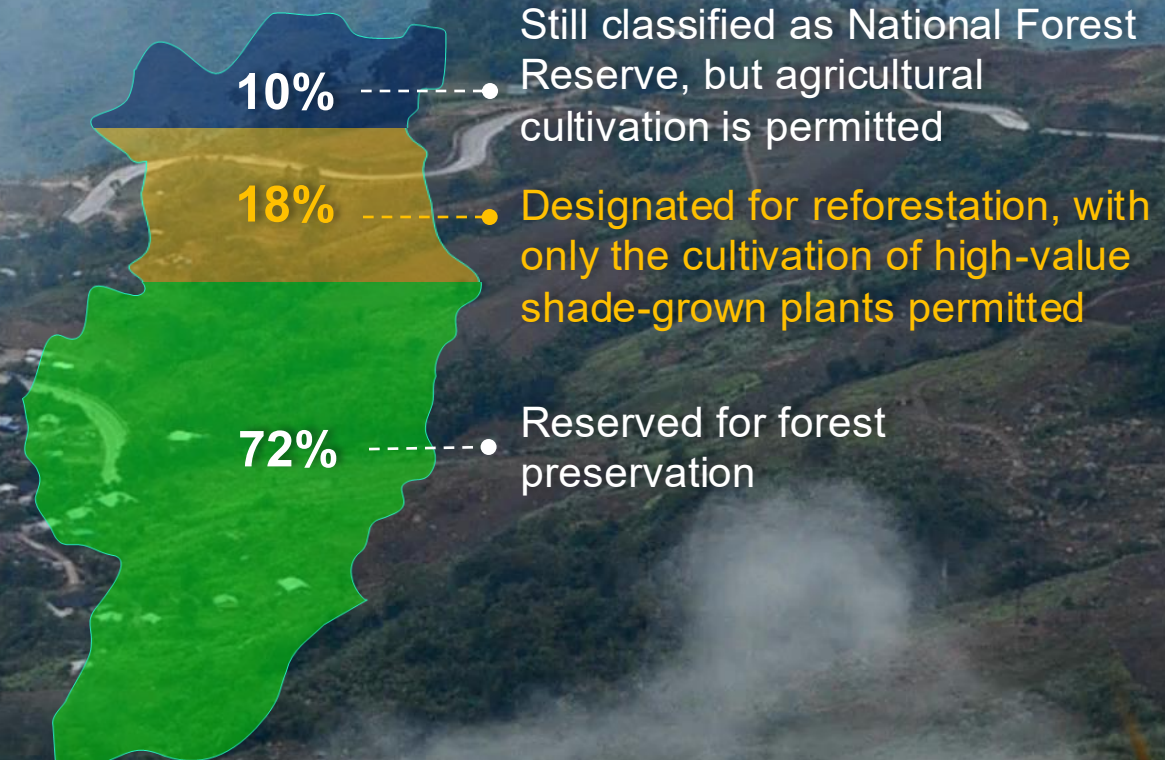 10%
Still classified as National Forest
Reserve, but agricultural
cultivation is permitted
18%
Designated for reforestation, with
only the cultivation of high-value
shade-grown plants permitted
72%
Reserved for forest
preservation